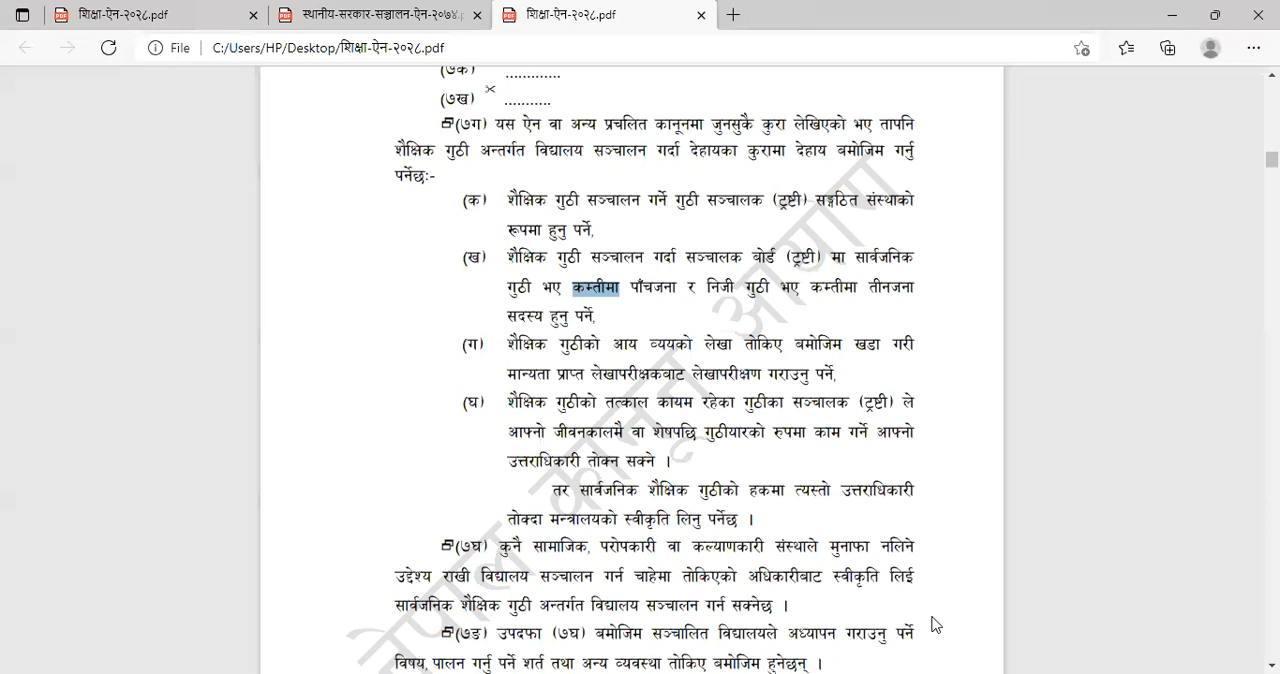 शिक्षा-ऐन-२०२८.pdf
स्थानीय-सरकार-सञ्चालन-ऐन-२०७४.p
शिक्षा-ऐन-२०२८.pdf
File C:/Users/HP/Desktop/शिक्षा-ऐन-२०२८.pdf
(७क) .............
(७ख) ...........
(७ग) यस ऐन वा अन्य प्रचलित कानूनमा जुनसुकै कुरा लेखिएको भए तापनि
शैक्षिक गुठी अन्तर्गत विद्यालय सञ्चालन गर्दा देहायका कुरामा देहाय बमोजिम गर्नु
पर्नेछः-
(क) शैक्षिक गुठी सञ्चालन गर्ने गुठी सञ्चालक (ट्रष्टी) सङ्गठित संस्थाको
रूपमा हुनु पर्ने,
(ख) शैक्षिक गुठी सञ्चालन गर्दा सञ्चालक बोर्ड (ट्रष्टी) मा सार्वजनिक
गुठी भए कम्तीमा पाँचजना र निजी गुठी भए कम्तीमा तीनजना
सदस्य हुनु पर्ने,
(ग) शैक्षिक गुठीको आय व्ययको लेखा तोकिए बमोजिम खडा गरी
मान्यता प्राप्त लेखापरीक्षकबाट लेखापरीक्षण गराउनु पर्ने,
(घ) शैक्षिक गुठीको तत्काल कायम रहेका गुठीका सञ्चालक (ट्रष्टी) ले
आफ्नो जीवनकालमै वा शेषपछि गुठीयारको रुपमा काम गर्ने आफ्नो
उत्तराधिकारी तोक्न सक्ने ।
तर सार्वजनिक शैक्षिक गुठीको हकमा त्यस्तो उत्तराधिकारी
तोक्दा मन्त्रालयको स्वीकृति लिनु पर्नेछ ।
(७घ) कुनै सामाजिक, परोपकारी वा कल्याणकारी संस्थाले मुनाफा नलिने
उद्देश्य राखी विद्यालय सञ्चालन गर्न चाहेमा तोकिएको अधिकारीबाट स्वीकृति लिई
सार्वजनिक शैक्षिक गुठी अन्तर्गत विद्यालय सञ्चालन गर्न सक्नेछ ।
(७ङ) उपदफा (७घ) बमोजिम सञ्चालित विद्यालयले अध्यापन गराउनु पर्ने
विषय, पालन गर्नु पर्ने शर्त तथा अन्य व्यवस्था तोकिए बमोजिम हुनेछन् ।
नेपाल कानून आयोग